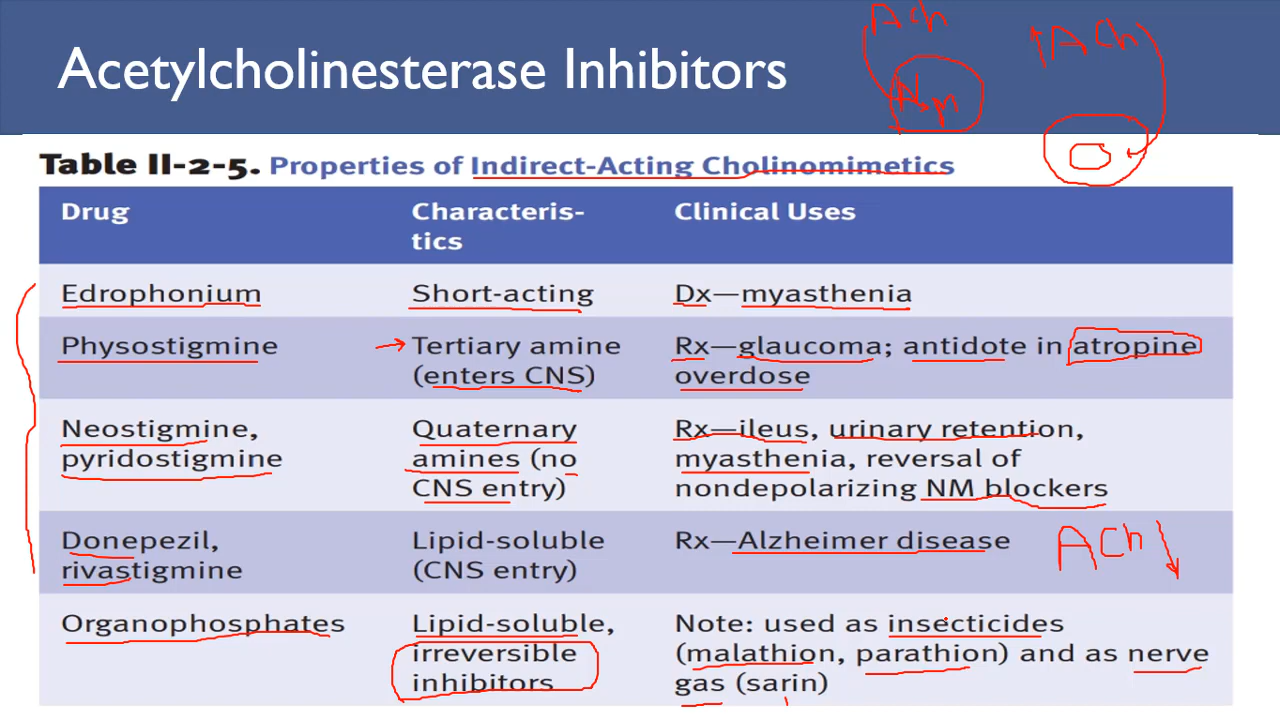 Acetylcholinesterase Inhibitors
ACh
Nm
↑ACh
Table II-2-5. Properties of Indirect-Acting Cholinomimetics
Drug
Characteris-
tics
Clinical Uses
Edrophonium
Short-acting
Dx—myasthenia
Physostigmine
→ Tertiary amine
(enters CNS)
Rx—glaucoma; antidote in atropine
overdose
Neostigmine,
pyridostigmine
Quaternary
amines (no
CNS entry)
Rx—ileus, urinary retention,
myasthenia, reversal of
nondepolarizing NM blockers
Donepezil,
rivastigmine
Lipid-soluble
(CNS entry)
Rx—Alzheimer disease
ACh↓
Organophosphates
Lipid-soluble,
irreversible
inhibitors
Note: used as insecticides
(malathion, parathion) and as nerve
gas (sarin)